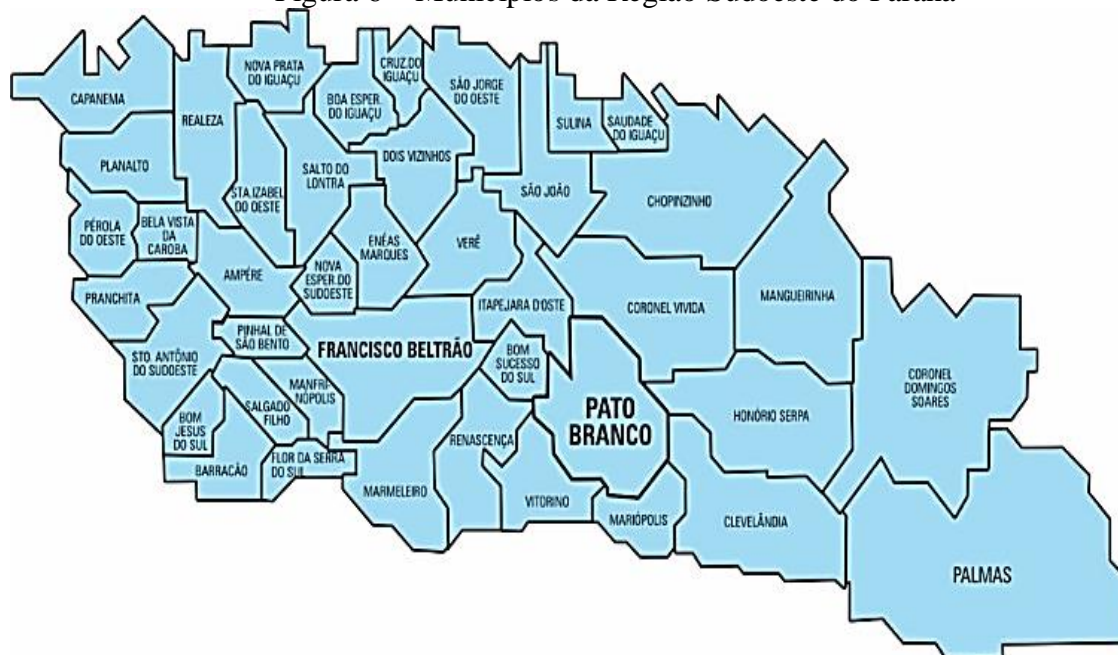 Figura 6 – Municípios da Região Sudoeste do Paraná
CAPANEMA
REALEZA
NOVA PRATA
DO IGUAÇU
BOA ESPER.
DO IGUAÇU
CRUZ.DO
IGUAÇU
SÃO JORGE
DO OESTE
SULINA
SAUDADE
DO IGUAÇU
PLANALTO
STA.IZABEL
DO OESTE
SALTO DO
LONTRA
DOIS VIZINHOS
SÃO JOÃO
CHOPINZINHO
PÉROLA
DO OESTE
BELA VISTA
DA
CAROBA
AMPÉRE
NOVA
ESPER.DO
SUDOESTE
ENÉAS
MARQUES
VERÊ
PRANCHITA
ITAPEJARA D'OSTE
CORONEL VIVIDA
MANGUEIRINHA
STO. ANTÔNIO
DO SUDOESTE
PINHAL DE
SÃO BENTO
FRANCISCO BELTRÃO
BOM
SUCESSO
DO SUL
CORONEL
DOMINGOS
SOARES
BOM
JESUS
DO SUL
SALGADO
FILHO
MANFRI-
NÓPOLIS
RENASCENÇA
PATO
BRANCO
HONÓRIO SERPA
BARRACÃO
FLOR DA SERRA
DO SUL
MARMELEIRO
VITORINO
MARIÓPOLIS
CLEVELÂNDIA
PALMAS